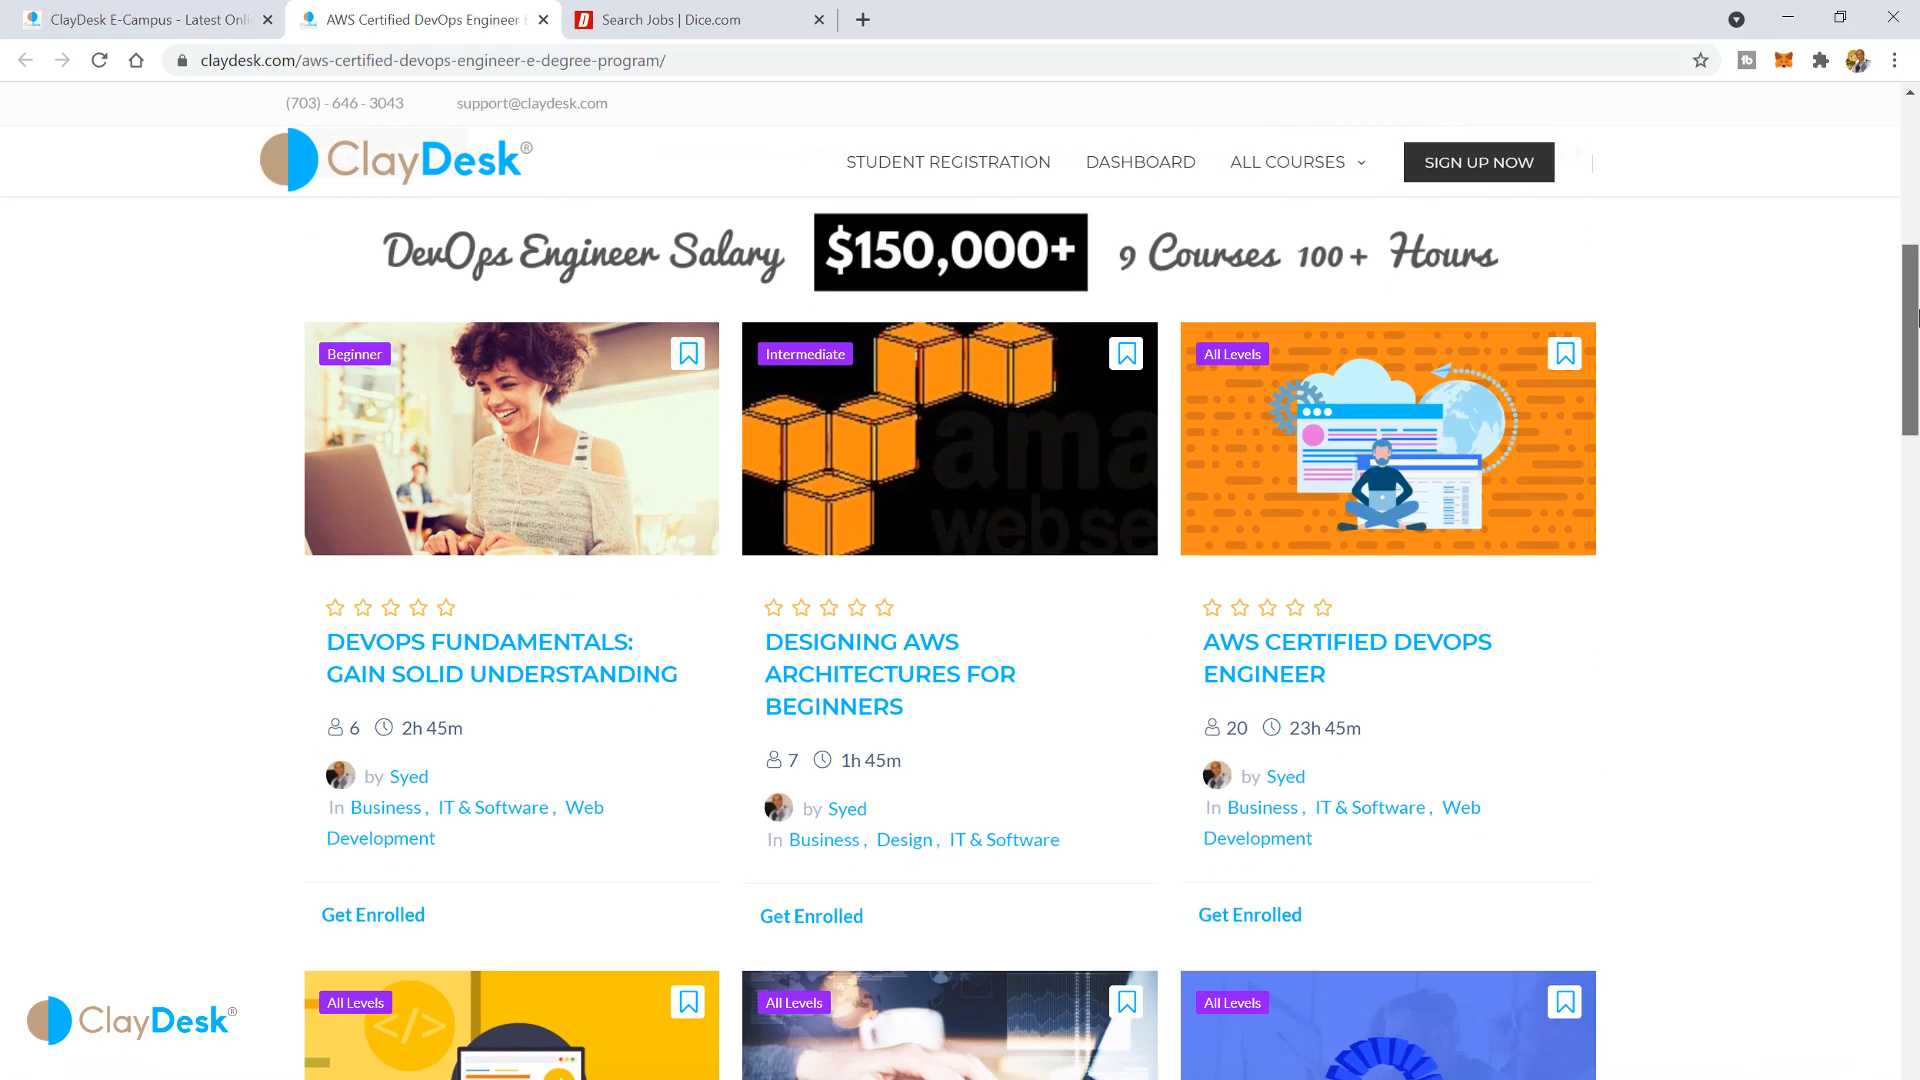 ClayDesk E-Campus - Latest Onli
AWS Certified DevOps Engineer E
Search Jobs | Dice.com
claydesk.com/aws-certified-devops-engineer-e-degree-program/
(703) - 646 - 3043
support@claydesk.com
ClayDesk®
STUDENT REGISTRATION
DASHBOARD
ALL COURSES
SIGN UP NOW
DevOps Engineer Salary $150,000+ 9 Courses 100+ Hours
Beginner
Intermediate
All Levels
ama
web se
DEVOPS FUNDAMENTALS:
GAIN SOLID UNDERSTANDING
6 2h 45m
by Syed
In Business, IT & Software, Web
Development
Get Enrolled
DESIGNING AWS
ARCHITECTURES FOR
BEGINNERS
7 1h 45m
by Syed
In Business, Design, IT & Software
Get Enrolled
AWS CERTIFIED DEVOPS
ENGINEER
20 23h 45m
by Syed
In Business, IT & Software, Web
Development
Get Enrolled
All Levels
All Levels
All Levels
ClayDesk®